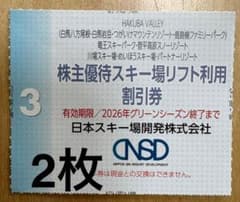 HAKUBA VALLEY
(白馬八方尾根・白馬岩岳・つがいけマウンテンリゾート・鹿島槍ファミリーパーク)
竜王スキーパーク・菅平高原スノーリゾート
川場スキー場・めいほうスキー場・パートナーリゾート
3
株主優待スキー場リフト利用
割引券
有効期限/2026年グリーンシーズン終了まで
日本スキー場開発株式会社
NSD
NIPPON SKI RESORT DEVELOPMENT
2枚
券は現金との交換はできません。